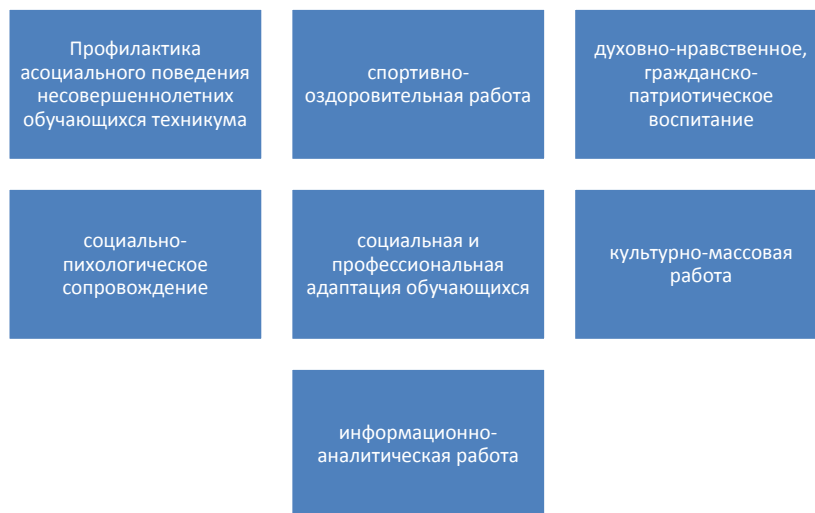 Профилактика
асоциального поведения
несовершеннолетних
обучающихся техникума
спортивно-
оздоровительная работа
духовно-нравственное,
гражданско-
патриотическое
воспитание
социально-
пихологическое
сопровождение
социальная и
профессиональная
адаптация обучающихся
культурно-массовая
работа
информационно-
аналитическая работа